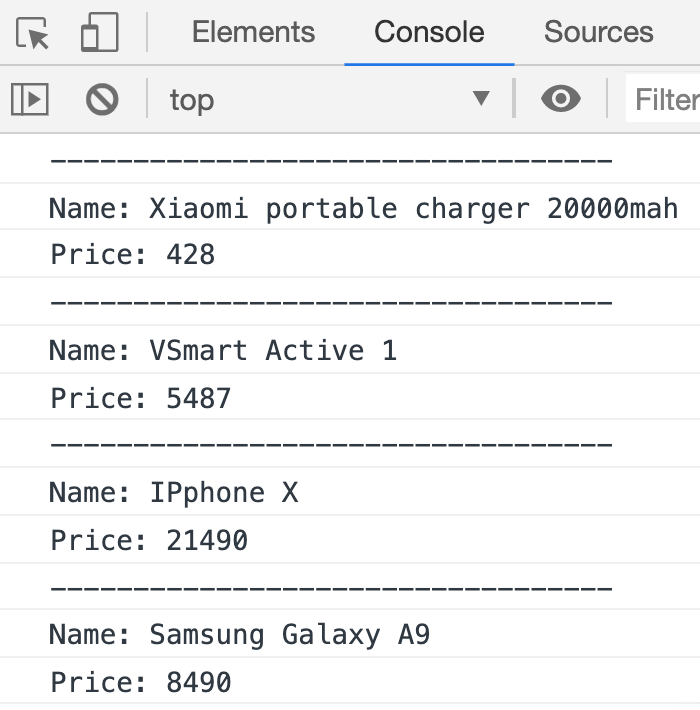 Elements Console Sources
top Filter
----------------------------------
Name: Xiaomi portable charger 20000mah
Price: 428
----------------------------------
Name: VSmart Active 1
Price: 5487
----------------------------------
Name: IPphone X
Price: 21490
----------------------------------
Name: Samsung Galaxy A9
Price: 8490